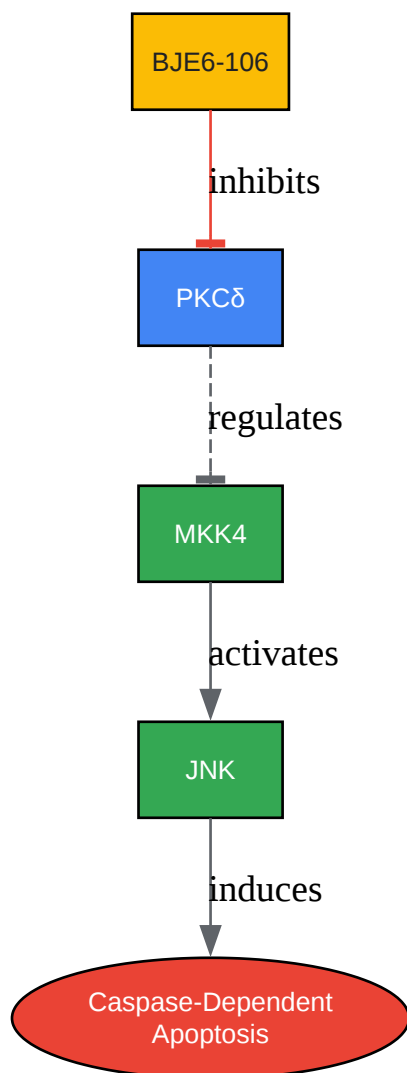 BJE6-106
inhibits
PKCδ
regulates
MKK4
activates
JNK
induces
Caspase-Dependent
Apoptosis